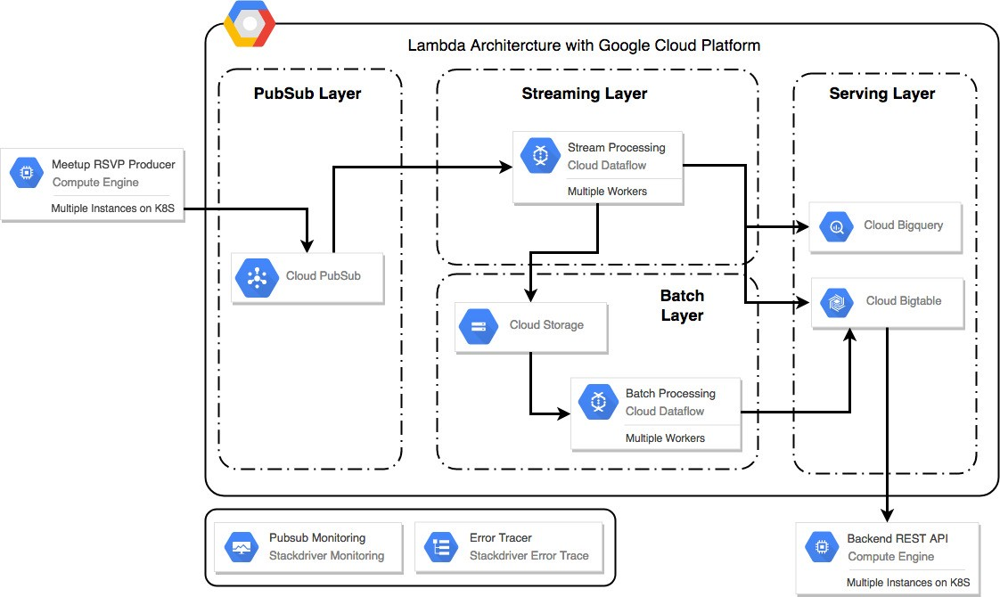 Lambda Architercture with Google Cloud Platform
PubSub Layer
Streaming Layer
Serving Layer
Meetup RSVP Producer
Compute Engine
Multiple Instances on K8S
Stream Processing
Cloud Dataflow
Multiple Workers
Cloud PubSub
Cloud Bigquery
Batch
Layer
Cloud Bigtable
Cloud Storage
Batch Processing
Cloud Dataflow
Multiple Workers
Pubsub Monitoring
Stackdriver Monitoring
Error Tracer
Stackdriver Error Trace
Backend REST API
Compute Engine
Multiple Instances on K8S